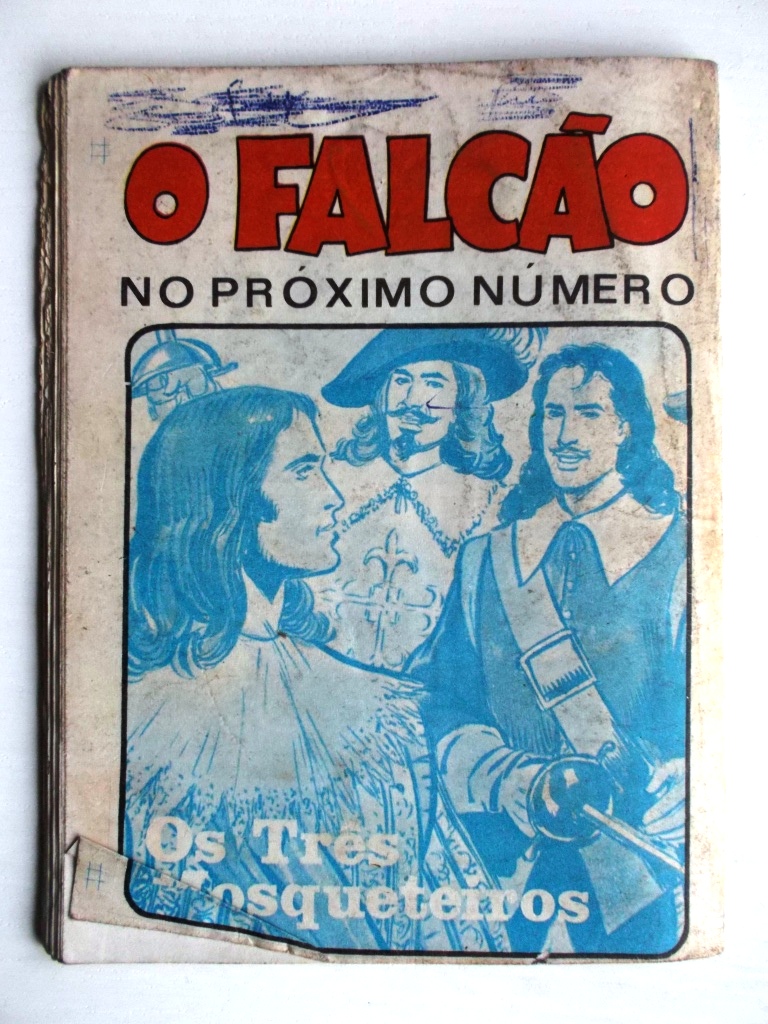 O FALCÃO
NO PRÓXIMO NÚMERO
#
Os Três
Mosqueteiros
#